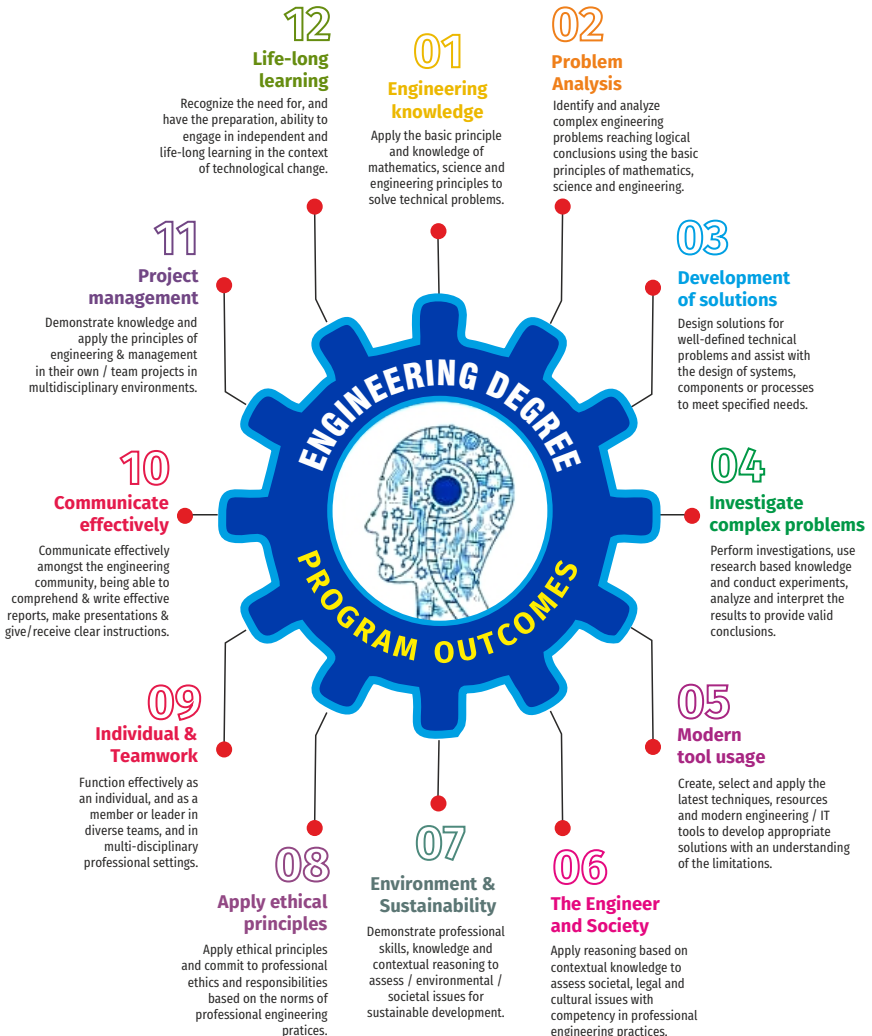 ENGINEERING DEGREE
PROGRAM OUTCOMES
01
Engineering
knowledge
Apply the basic principle
and knowledge of
mathematics, science and
engineering principles to
solve technical problems.
02
Problem
Analysis
Identify and analyze
complex engineering
problems reaching logical
conclusions using the basic
principles of mathematics,
science and engineering.
03
Development
of solutions
Design solutions for
well-defined technical
problems and assist with
the design of systems,
components or processes
to meet specified needs.
04
Investigate
complex problems
Perform investigations, use
research based knowledge
and conduct experiments,
analyze and interpret the
results to provide valid
conclusions.
05
Modern
tool usage
Create, select and apply the
latest techniques, resources
and modern engineering / IT
tools to develop appropriate
solutions with an understanding
of the limitations.
06
The Engineer
and Society
Apply reasoning based on
contextual knowledge to
assess societal, legal and
cultural issues with
competency in professional
engineering practices.
07
Environment &
Sustainability
Demonstrate professional
skills, knowledge and
contextual reasoning to
assess / environmental /
societal issues for
sustainable development.
08
Apply ethical
principles
Apply ethical principles
and commit to professional
ethics and responsibilities
based on the norms of
professional engineering
pratices.
09
Individual &
Teamwork
Function effectively as
an individual, and as a
member or leader in
diverse teams, and in
multi-disciplinary
professional settings.
10
Communicate
effectively
Communicate effectively
amongst the engineering
community, being able to
comprehend & write effective
reports, make presentations &
give/receive clear instructions.
11
Project
management
Demonstrate knowledge and
apply the principles of
engineering & management
in their own / team projects in
multidisciplinary environments.
12
Life-long
learning
Recognize the need for, and
have the preparation, ability to
engage in independent and
life-long learning in the context
of technological change.